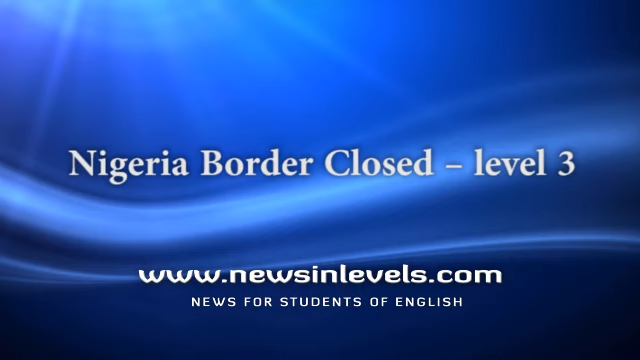 Nigeria Border Closed – level 3
www.newsinlevels.com
NEWS FOR STUDENTS OF ENGLISH